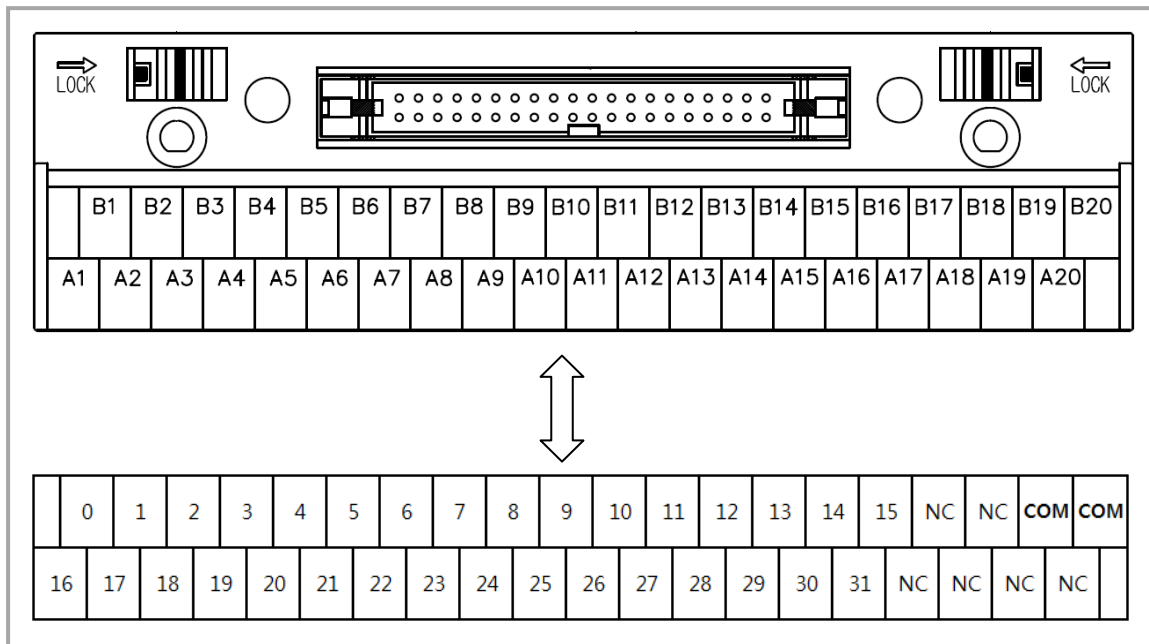 LOCK LOCK
B1 B2 B3 B4 B5 B6 B7 B8 B9 B10 B11 B12 B13 B14 B15 B16 B17 B18 B19 B20
A1 A2 A3 A4 A5 A6 A7 A8 A9 A10 A11 A12 A13 A14 A15 A16 A17 A18 A19 A20
0 1 2 3 4 5 6 7 8 9 10 11 12 13 14 15 NC NC COM COM
16 17 18 19 20 21 22 23 24 25 26 27 28 29 30 31 NC NC NC NC